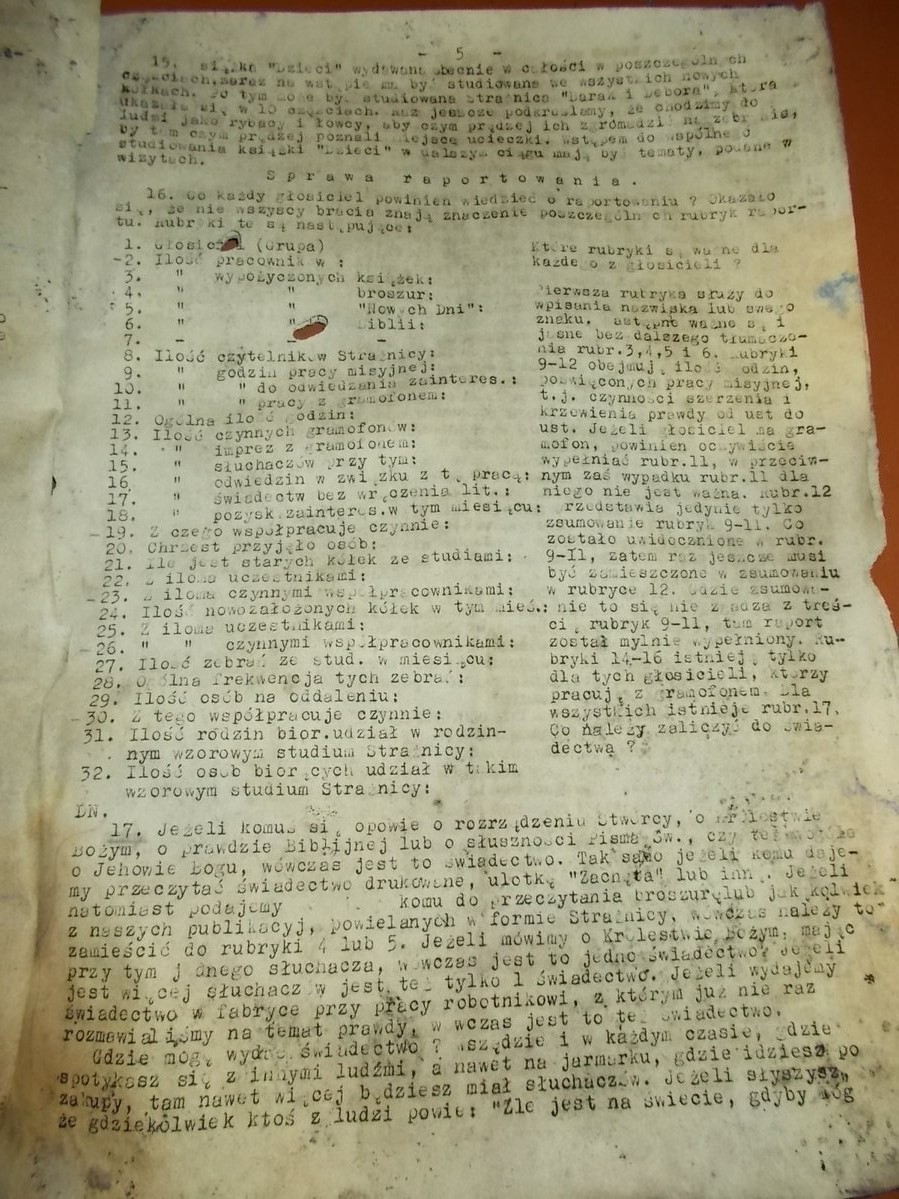 - 5 -
15. "Dzieci" wydawana obecnie w całości w poszczególnych
być studiowana we wszystkich nowych
kółkach. Po tym może być studiowana Strażnica "Barak i Debora", która
w 10 częściach. jeszcze podkreślamy, że chodzimy do
ludzi jako rybacy i łowcy, aby czym prędzej ich zgromadzić na zebranie,
by tem czym prędzej poznali miejsce ucieczki. Wstępem do wspólnego
studiowania książki "Dzieci" w dalszym ciągu mają być tematy, podane w
wizytach.
Sprawa raportowania.
16. Co każdy głosiciel powinien wiedzieć o raportowaniu ? Okazało
się, że nie wszyscy bracia znają znaczenie poszczególnych rubryk rapor-
tu. Rubryki te są następujące:
1. Głosiciel (Grupa)
-2. Ilość pracowników :
3. " wypożyczonych książek:
4. " " broszur:
5. " " "Nowych Dni":
6. " " Biblii:
7. - - -
8. Ilość czytelników Strażnicy:
9. " godzin pracy misyjnej:
10. " " do odwiedzania zainteres.:
11. " " pracy z gramofonem:
12. Ogólna ilość godzin:
13. Ilość czynnych gramofonów:
14. " imprez z gramofonem:
15. " słuchaczów przy tym:
16. " odwiedzin w związku z tą pracą:
17. " świadectw bez wręczenia lit.:
18. " pozysk.zainteres.w tym miesiącu:
-19. Z czego współpracuje czynnie:
20. Chrzest przyjęło osób:
21. Ile jest starych kółek ze studiami:
22. Z iloma uczestnikami:
-23. Z iloma czynnymi współpracownikami:
24. Ilość nowozałożonych kółek w tym mieś.:
25. Z iloma uczestnikami:
-26. " " czynnymi współpracownikami:
27. Ilość zebrań ze stud. w miesiącu:
28. Ogólna frekwencja tych zebrań:
29. Ilość osób na oddaleniu:
-30. Z tego współpracuje czynnie:
31. Ilość rodzin bior.udział w rodzin-
nym wzorowym studium Strażnicy:
32. Ilość osób biorących udział w takim
wzorowym studium Strażnicy:
Które rubryki są ważne dla
każdego z głosicieli ?
Pierwsza rubryka służy do
wpisania nazwiska lub swego
znaku. Następnie ważne są i
jasne bez dalszego tłumacze-
nia rubr.3,4,5 i 6. Rubryki
9-12 obejmują ilość godzin,
poświęconych pracy misyjnej,
t.j. czynności szerzenia i
krzewienia prawdy od ust do
ust. Jeżeli głosiciel ma gra-
mofon, powinien oczywiście
wypełniać rubr.11, w przeciw-
nym zaś wypadku rubr.11 dla
niego nie jest ważna. Rubr.12
przedstawia jedynie tylko
zsumowanie rubryk 9-11. Co
zostało uwidocznione w rubr.
9-11, zatem raz jeszcze musi
być zamieszczone w zsumowaniu
w rubryce 12. Gdzie zsumowa-
nie to się nie zgadza z treś-
cią rubryk 9-11, tam raport
został mylnie wypełniony. Ru-
bryki 14-16 istnieją tylko
dla tych głosicieli, którzy
pracują z gramofonem. Dla
wszystkich istnieje rubr.17.
Co należy zaliczyć do świa-
dectwa ?
DN.
17. Jeżeli komuś się opowie o rozrządzeniu Stworcy, o Królestwie
Bożym, o prawdzie Biblijnej lub o słuszności Pisma Św., czy też
o Jehowie Bogu, wówczas jest to świadectwo. Tak samo jeżeli komu daje-
my przeczytać świadectwo drukowane, ulotkę "Zachęta" lub inn. Jeżeli
natomiast podajemy komu do przeczytania broszurę lub jakąkolwiek
z naszych publikacyj, powielanych w formie Strażnicy, wówczas należy to
zamieścić do rubryki 4 lub 5. Jeżeli mówimy o Królestwie Bożym, mając
przy tym jednego słuchacza, wówczas jest to jedno świadectwo? Jeżeli
jest więcej słuchaczów jest też tylko 1 świadectwo. Jeżeli wydajemy
świadectwo w fabryce przy pracy robotnikowi, z którym już nie raz
rozmawialiśmy na temat prawdy, wówczas jest to też świadectwo.
Gdzie mogę wydać świadectwo ? Wszędzie i w każdym czasie, gdzie
spotykasz się z innymi ludźmi, a nawet na jarmarku, gdzie idziesz po
zakupy, tam nawet więcej będziesz miał słuchaczów. Jeżeli słyszysz,
że gdziekolwiek ktoś z ludzi powie: "Źle jest na świecie, gdyby Bóg